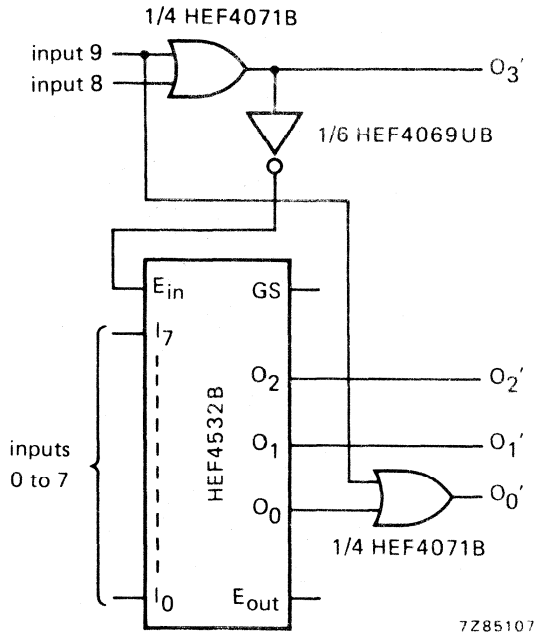 1/4 HEF4071B
input 9
input 8
O3'
1/6 HEF4069UB
Ein
GS
I7
HEF4532B
O2
O2'
O1
O1'
inputs
0 to 7
O0
O0'
1/4 HEF4071B
I0
Eout
7Z85107